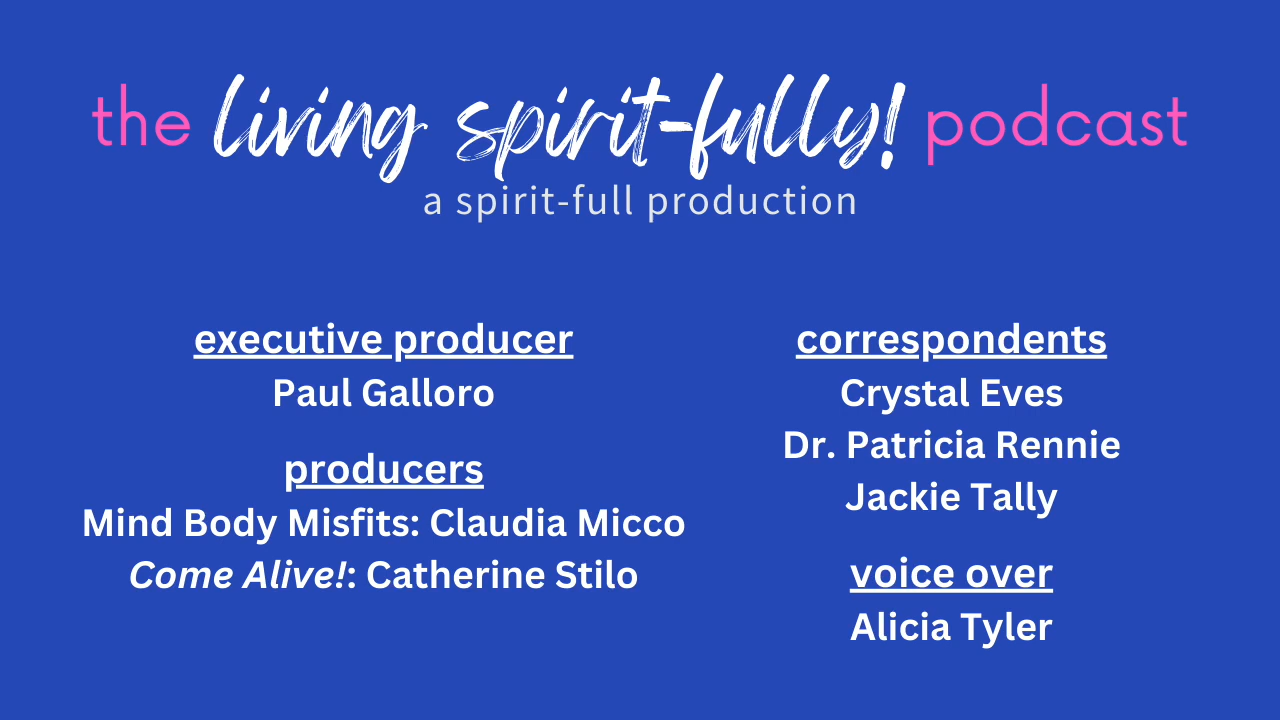 the living spirit-fully! podcast
a spirit-full production
executive producer
Paul Galloro
producers
Mind Body Misfits: Claudia Micco
Come Alive!: Catherine Stilo
correspondents
Crystal Eves
Dr. Patricia Rennie
Jackie Tally
voice over
Alicia Tyler